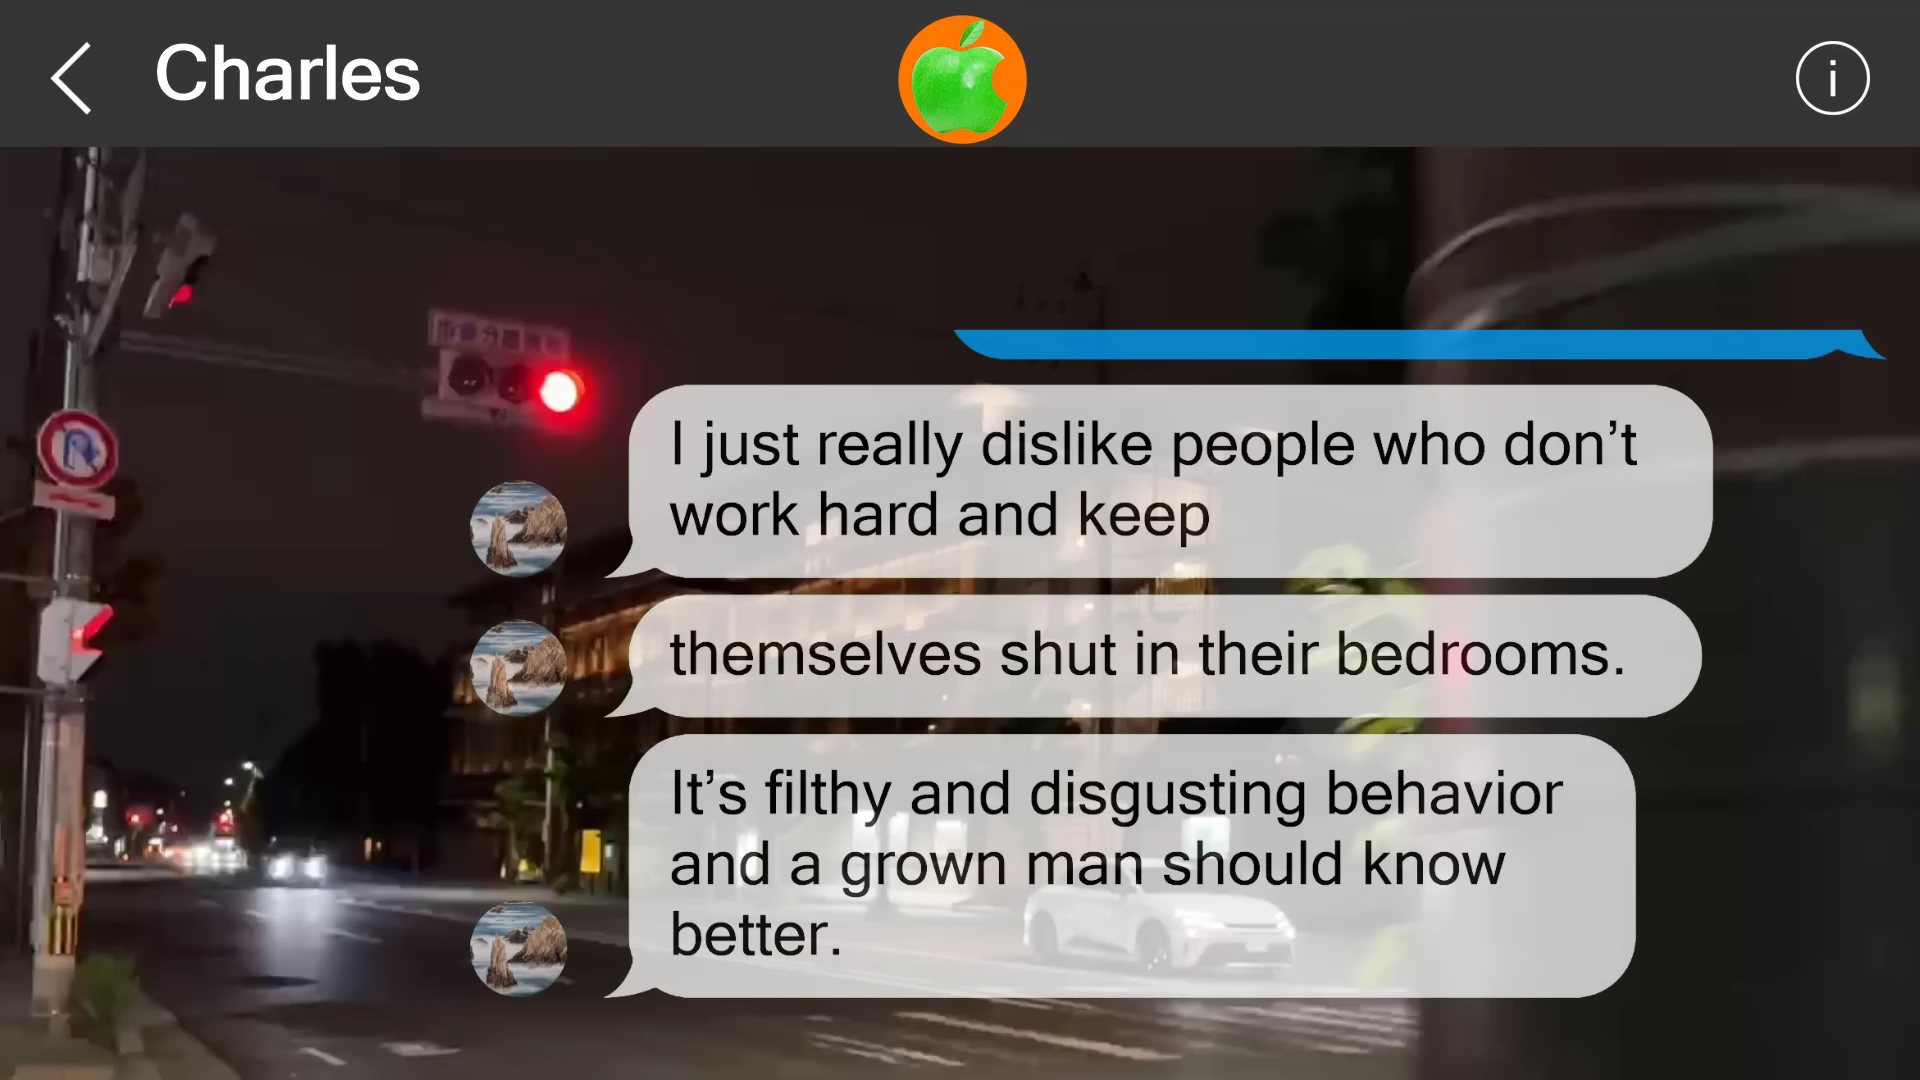 Charles
i
I just really dislike people who don’t
work hard and keep
themselves shut in their bedrooms.
It’s filthy and disgusting behavior
and a grown man should know
better.